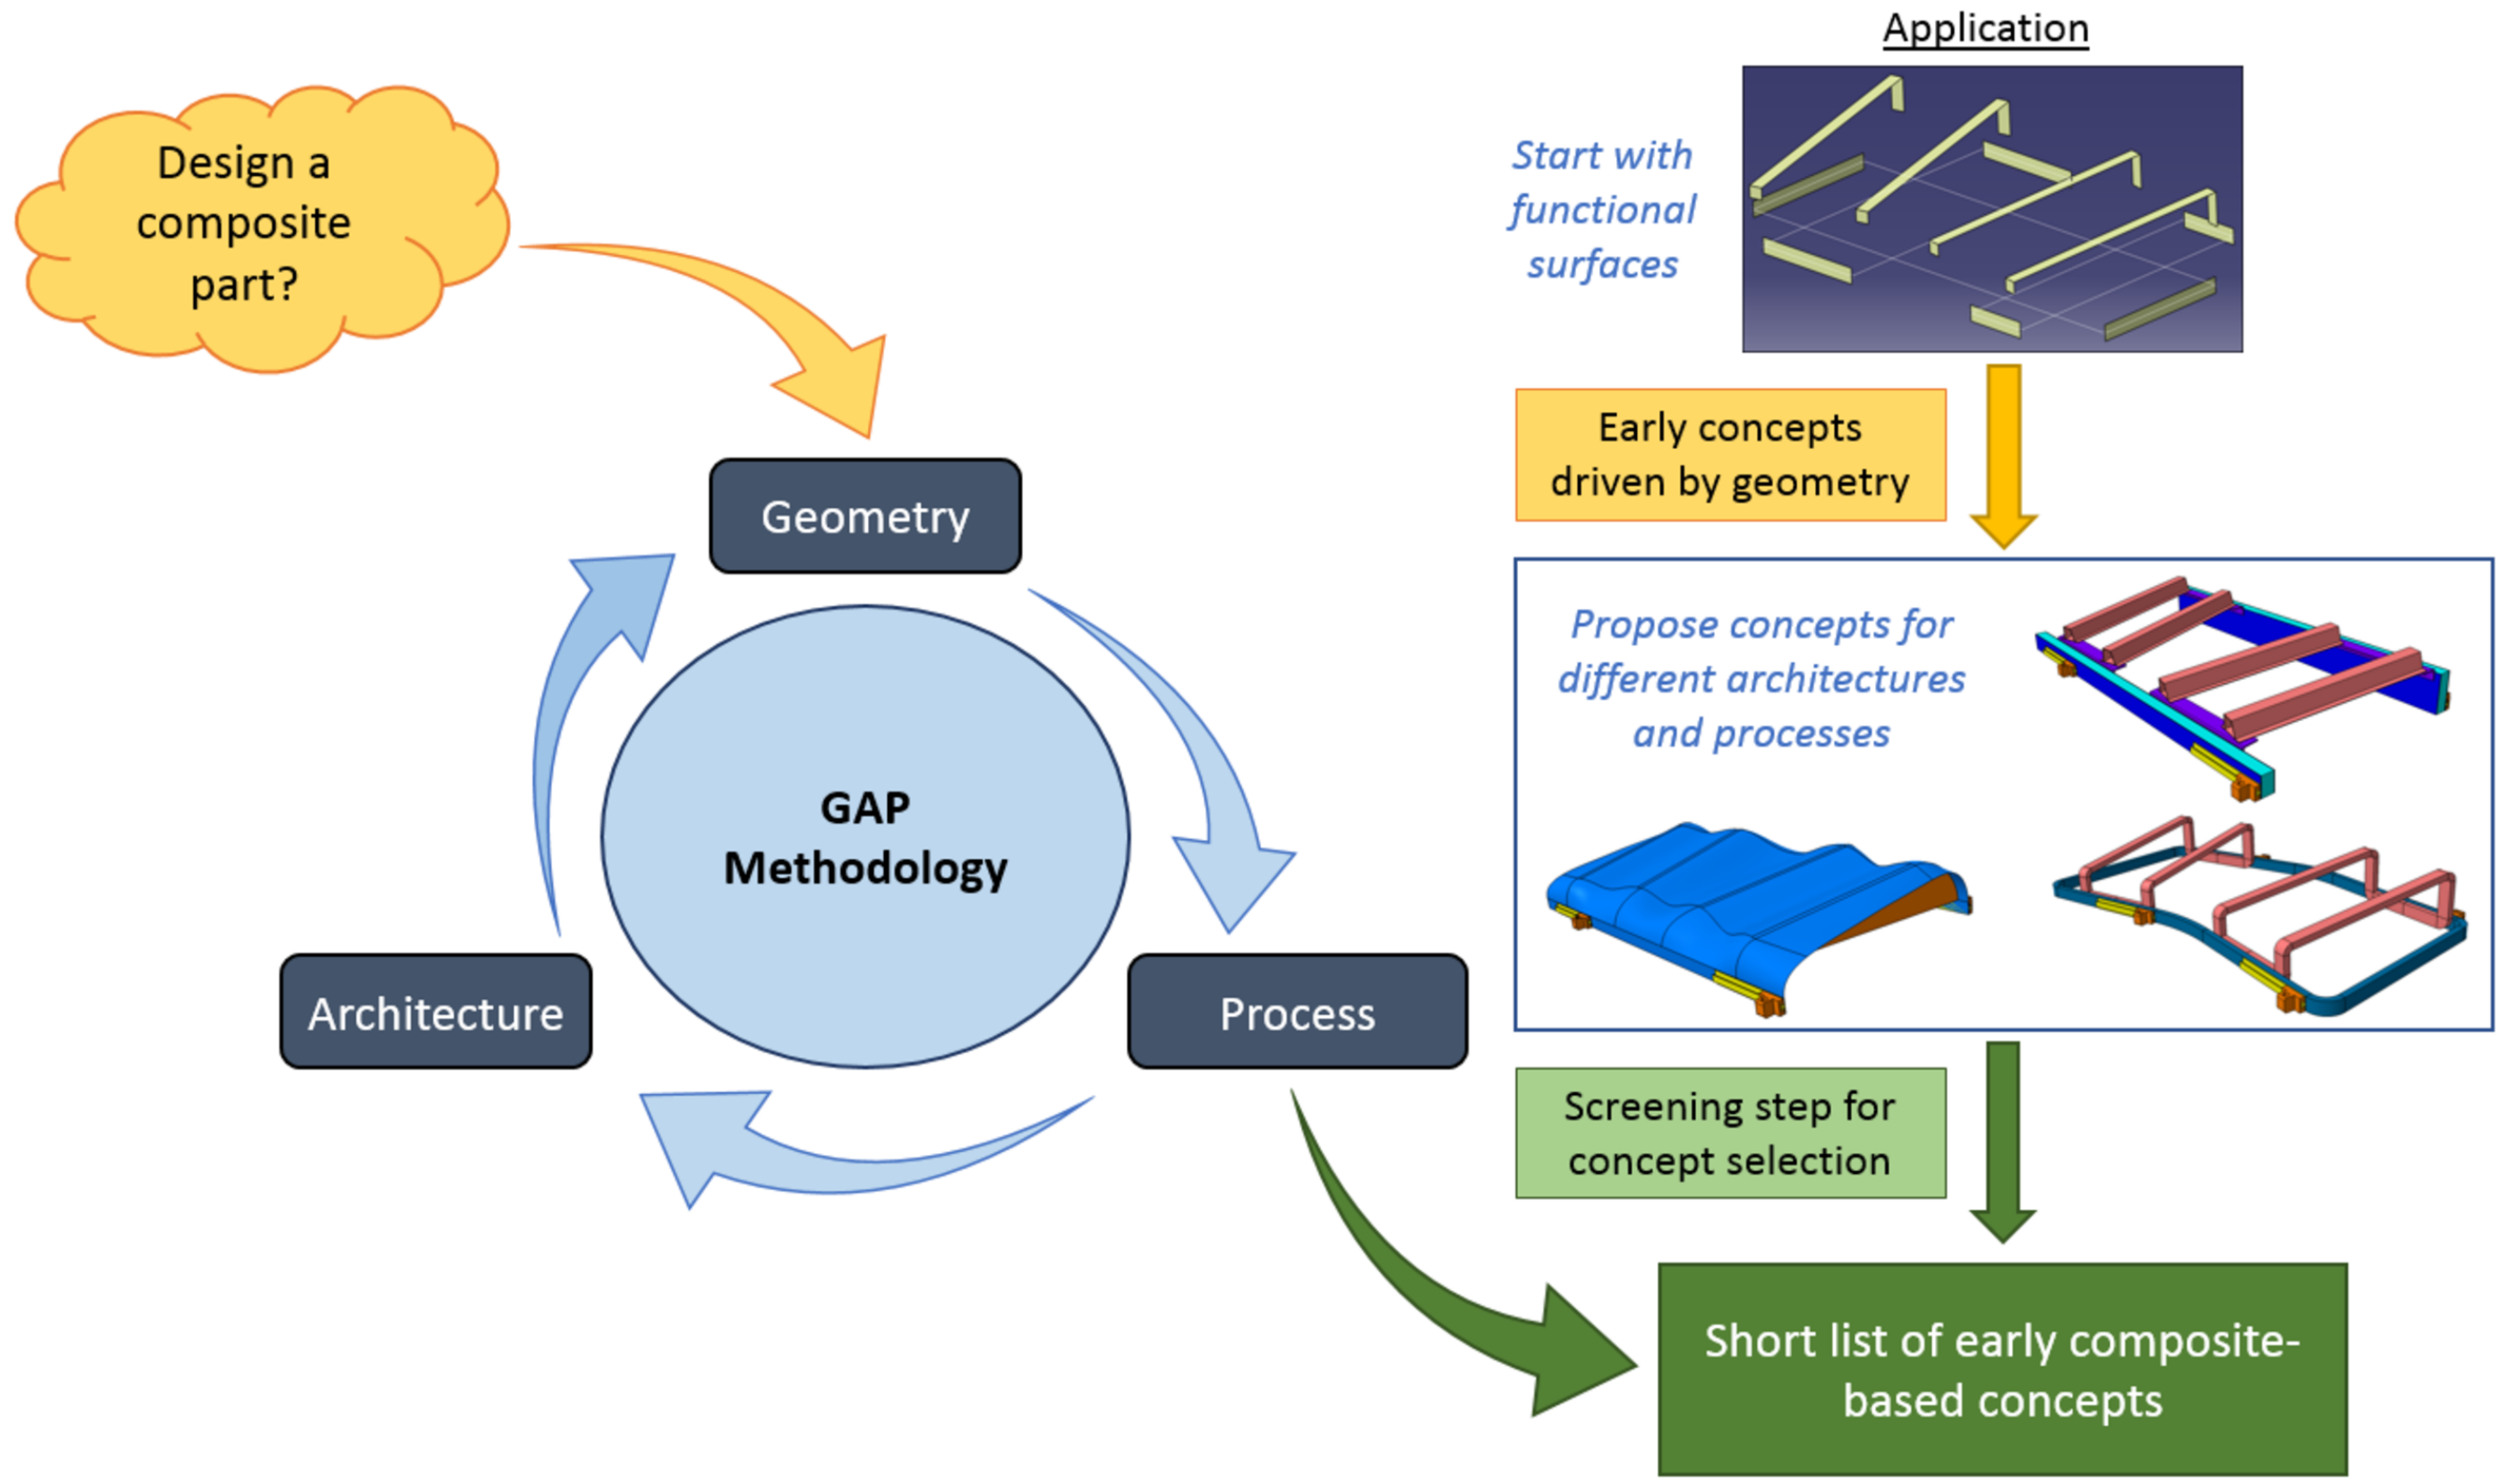 Design a
composite
part?
Geometry
GAP
Methodology
Architecture
Process
Application
Start with
functional
surfaces
Early concepts
driven by geometry
Propose concepts for
different architectures
and processes
Screening step for
concept selection
Short list of early composite-
based concepts